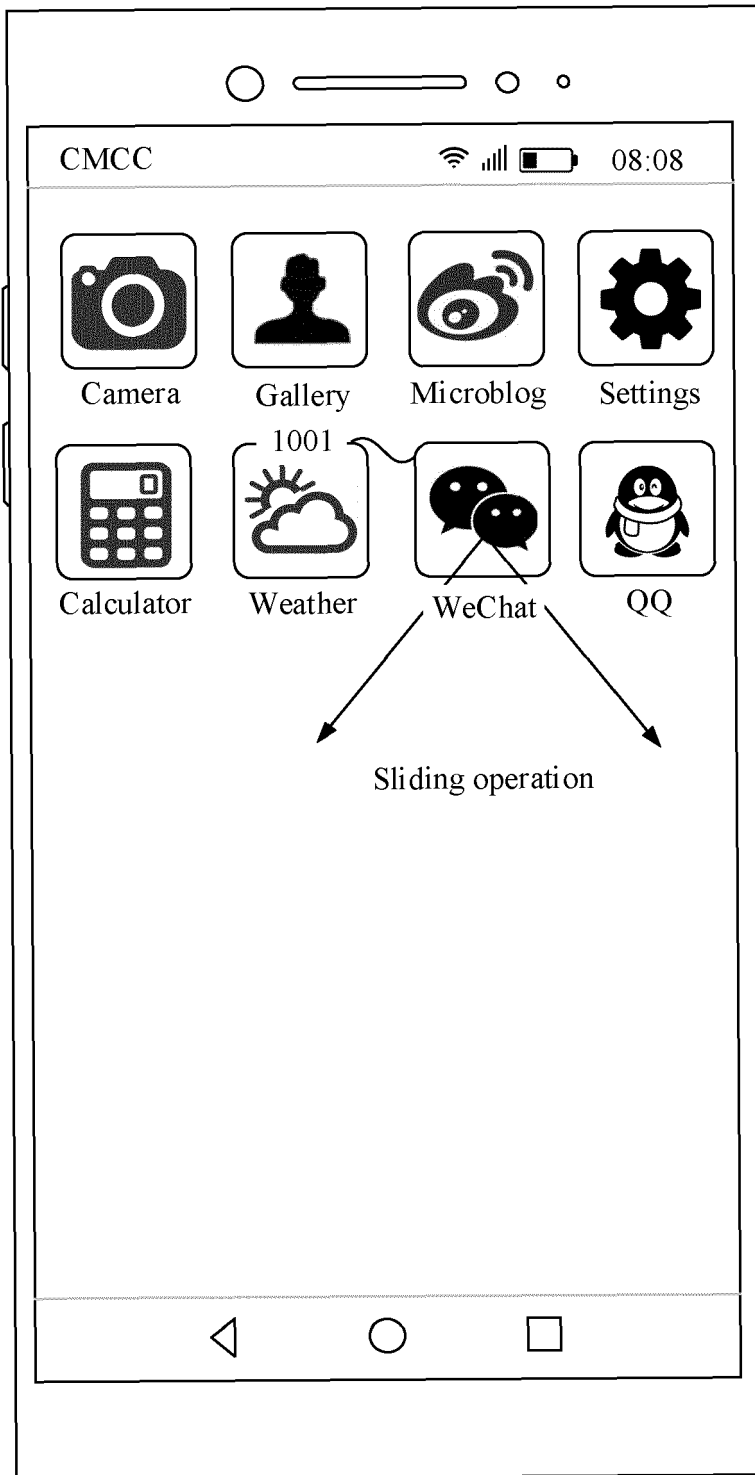 CMCC 08:08
Camera Gallery Microblog Settings
1001
Calculator Weather WeChat QQ
Sliding operation